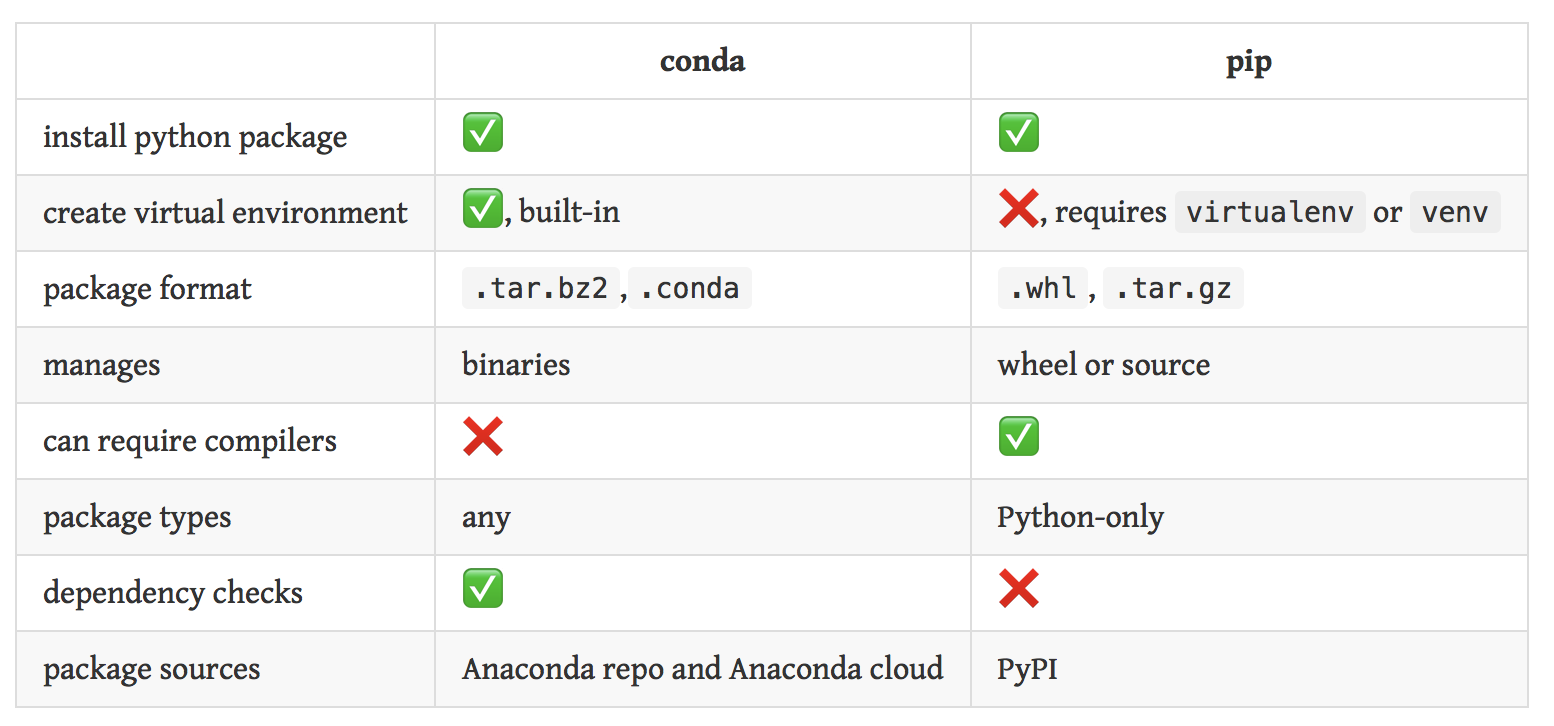 conda pip
install python package ✅ ✅
create virtual environment ✅, built-in ❌, requires virtualenv or venv
package format .tar.bz2 , .conda .whl , .tar.gz
manages binaries wheel or source
can require compilers ❌ ✅
package types any Python-only
dependency checks ✅ ❌
package sources Anaconda repo and Anaconda cloud PyPI